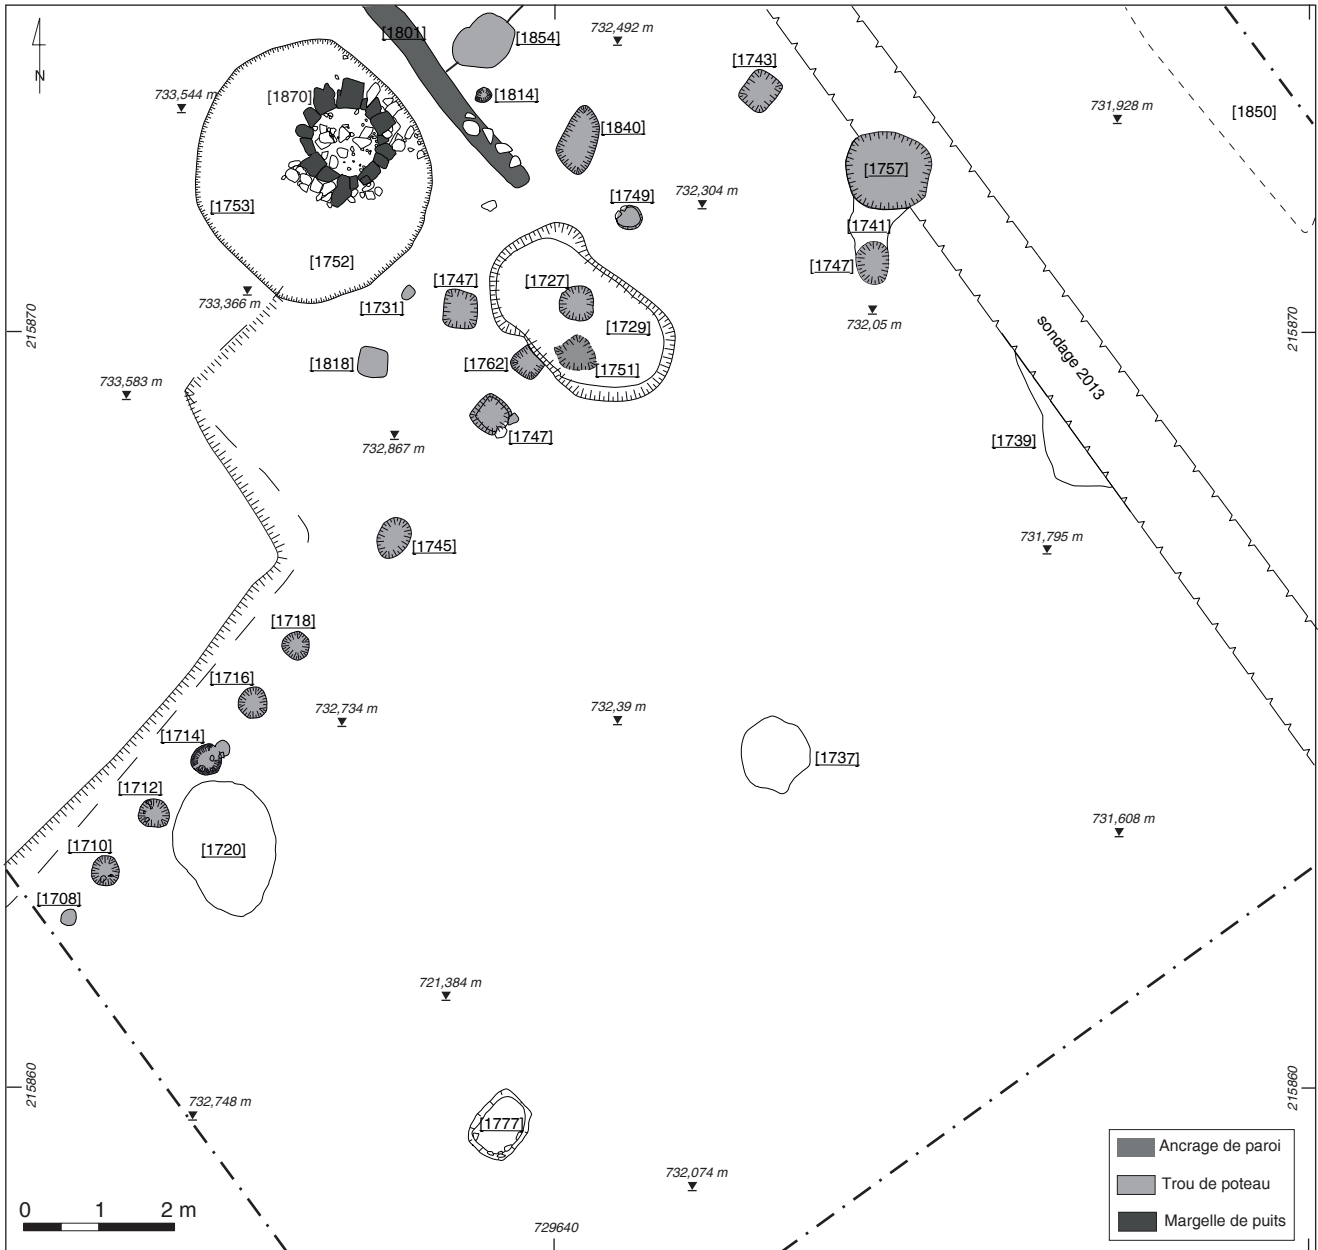 [1801]
[1854]
732,492 m
[1743]
733,544 m
[1870]
[1814]
731,928 m
[1850]
[1840]
[1757]
[1753]
[1749]
732,304 m
[1741]
[1752]
[1747]
[1747]
[1727]
733,366 m
[1731]
[1729]
732,05 m
215870
215870
[1818]
[1762]
[1751]
sondage 2013
733,583 m
732,867 m
[1747]
[1739]
[1745]
731,795 m
[1718]
[1716]
732,734 m
732,39 m
[1714]
[1737]
[1712]
731,608 m
[1710]
[1720]
[1708]
721,384 m
215860
215860
732,748 m
[1777]
Ancrage de paroi
732,074 m
Trou de poteau
Margelle de puits
0 1 2 m
729640
N